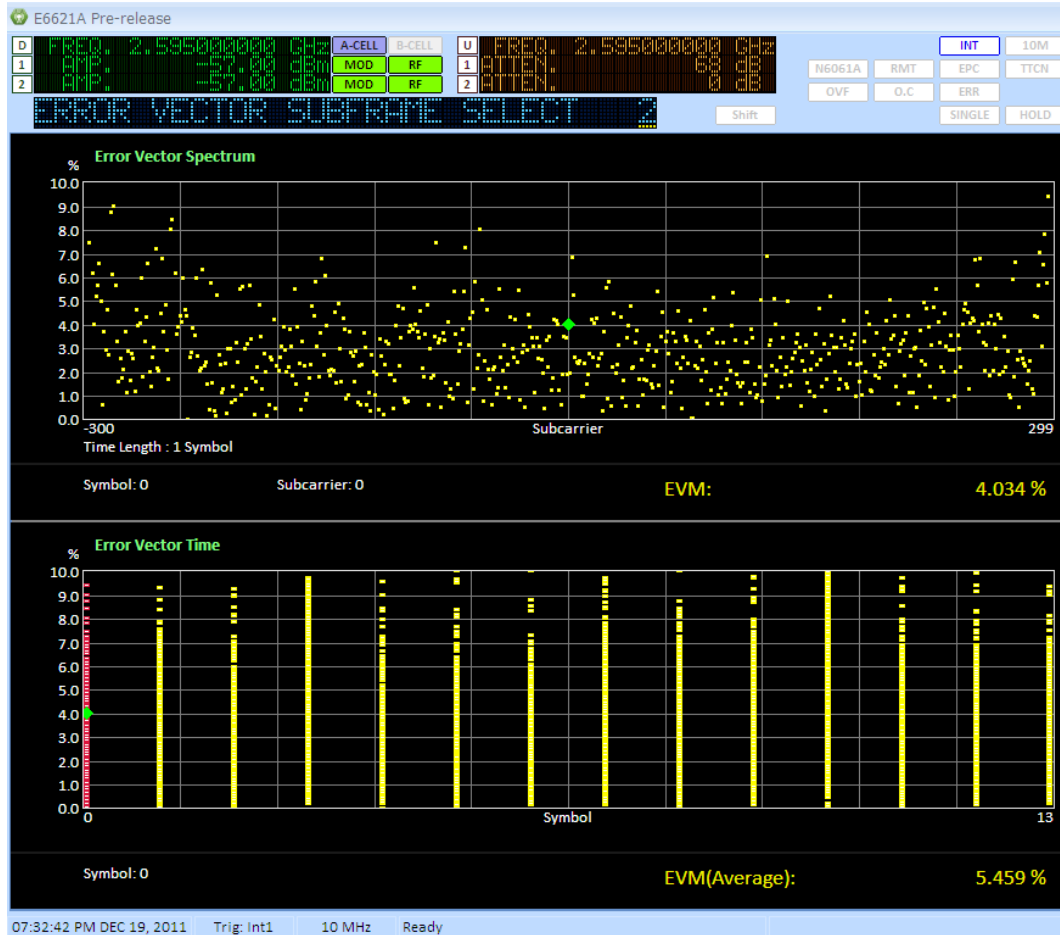 E6621A Pre-release
D FREQ. 2.595000000 GHz A-CELL B-CELL U FREQ. 2.595000000 GHz INT 10M
1 AMP. -57.00 dBm MOD RF 1 ATTEN. dB N6061A RMT EPC TTCN
2 AMP. -57.00 dBm MOD RF 2 ATTEN. 0 dB OVF O.C ERR
ERROR VECTOR SUBFRAME SELECT 2 Shift SINGLE HOLD
% Error Vector Spectrum
10.0
9.0
8.0
7.0
6.0
5.0
4.0
3.0
2.0
1.0
0.0
-300 Subcarrier 299
Time Length : 1 Symbol
Symbol: 0 Subcarrier: 0 EVM: 4.034 %
% Error Vector Time
10.0
9.0
8.0
7.0
6.0
5.0
4.0
3.0
2.0
1.0
0.0
0 Symbol 13
Symbol: 0 EVM(Average): 5.459 %
07:32:42 PM DEC 19, 2011 Trig: Int1 10 MHz Ready